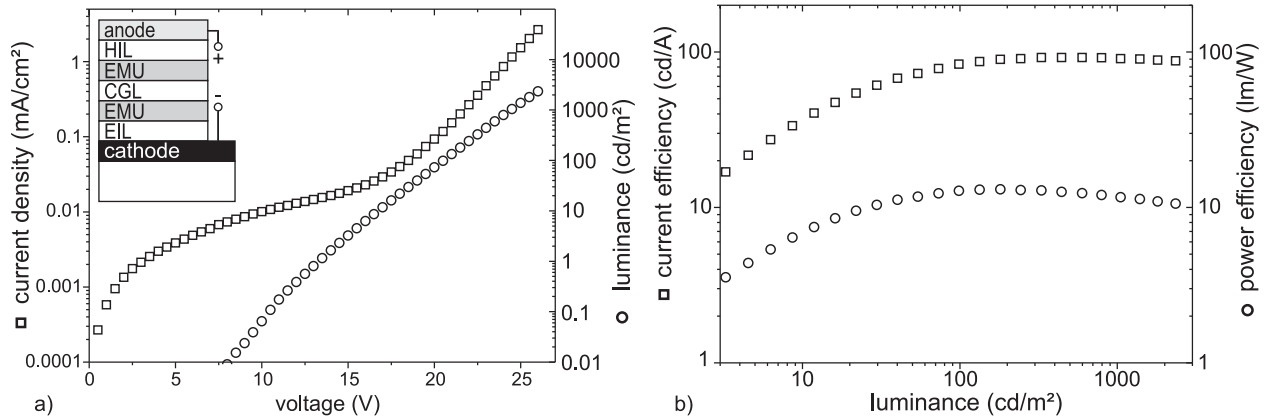 anode
HIL
+
EMU
CGL
-
EMU
EIL
cathode
□ current density (mA/cm²)
1
0.1
0.01
0.001
0.0001
10000
1000
100
10
1
0.1
0.01
○ luminance (cd/m²)
0 5 10 15 20 25
a) voltage (V)
b)
□ current efficiency (cd/A)
100
10
1
100
10
1
○ power efficiency (lm/W)
10 100 1000
luminance (cd/m²)